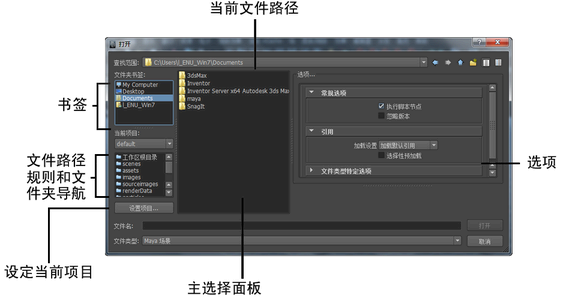 当前文件路径
打开
查找范围:
C:\Users\i_ENU_Win7\Documents
文件夹书签:
My Computer
Desktop
Documents
i_ENU_Win7
书签
当前项目:
default
文件路径
规则和文
件夹导航
工作区根目录
scenes
assets
images
sourceimages
renderData
设置项目...
设定当前项目
3dsMax
Inventor
Inventor Server x64 Autodesk 3ds Max
maya
SnagIt
选项...
常规选项
执行脚本节点
忽略版本
引用
加载设置
加载默认引用
选择性预加载
文件类型特定选项
选项
文件名:
打开
文件类型:
Maya 场景
取消
主选择面板